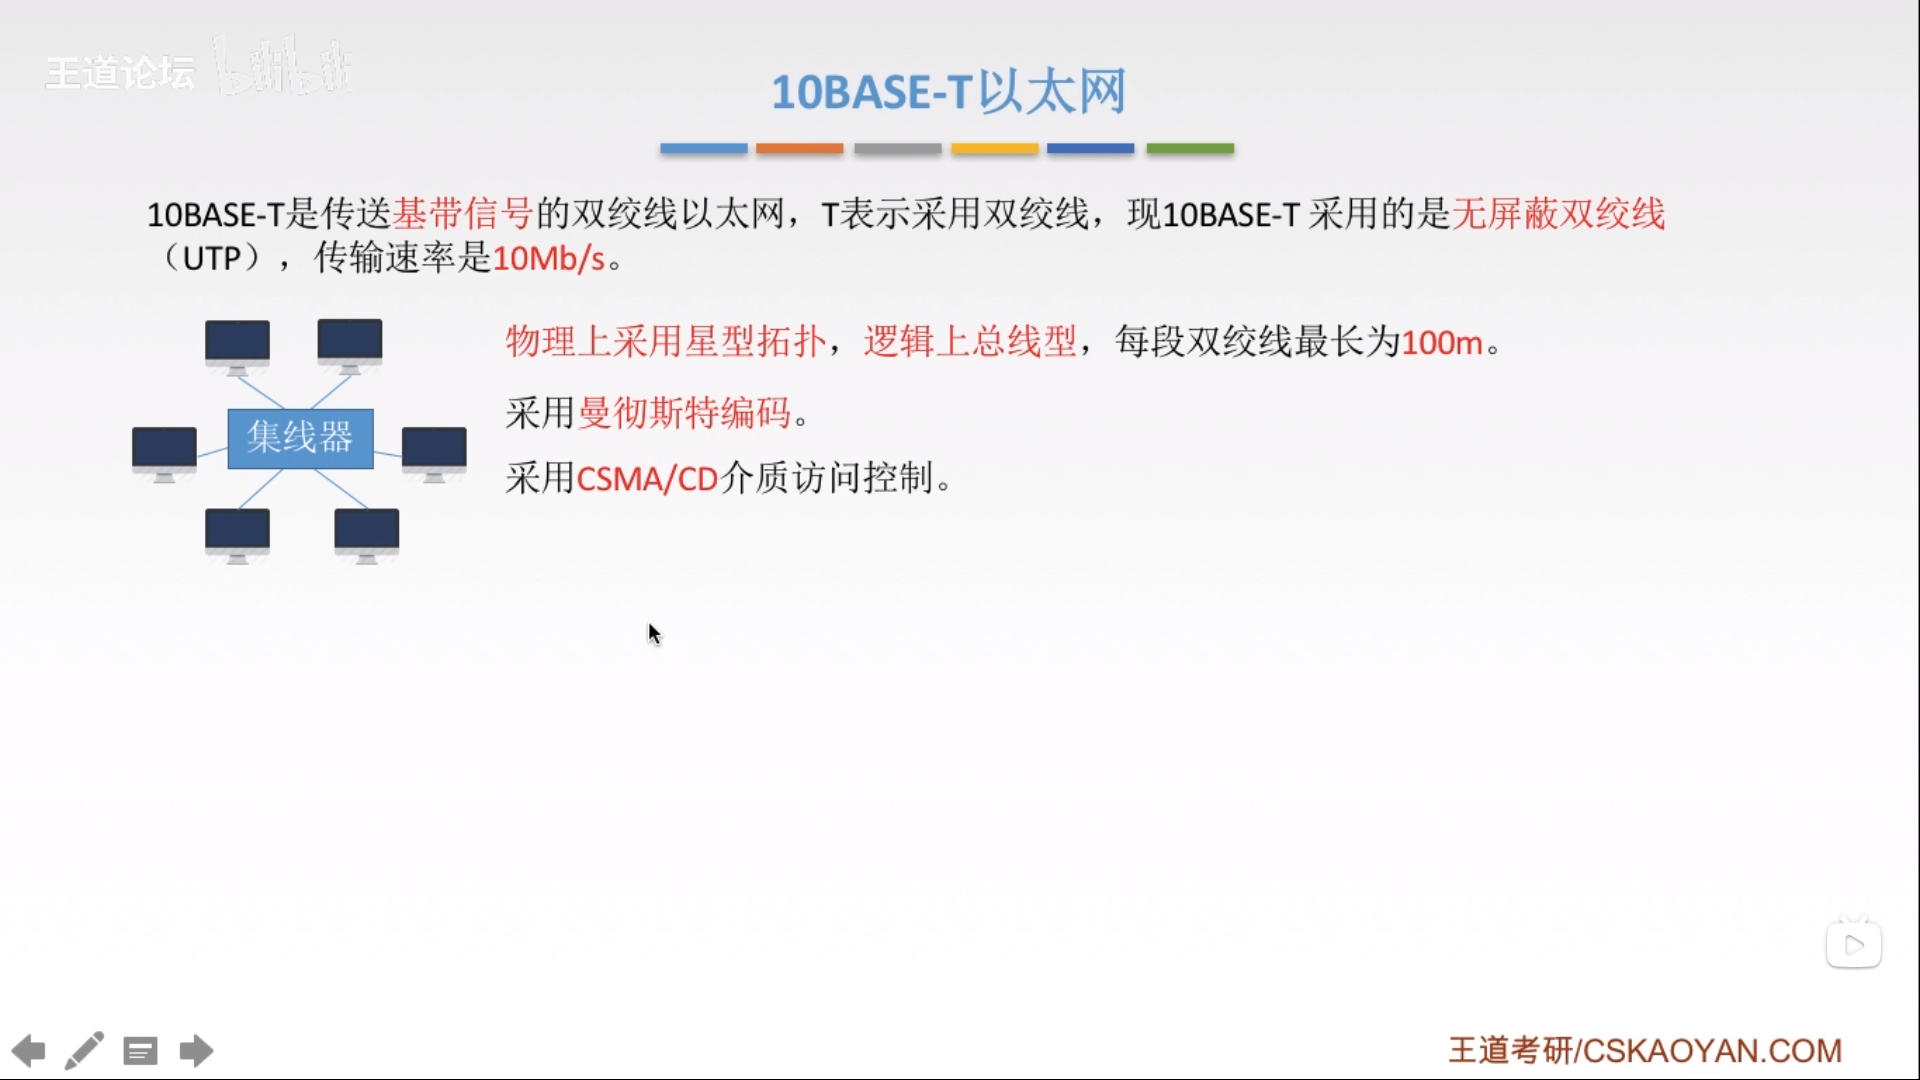 王道论坛 bilibili
10BASE-T以太网
10BASE-T是传送基带信号的双绞线以太网，T表示采用双绞线，现10BASE-T 采用的是无屏蔽双绞线
（UTP），传输速率是10Mb/s。
物理上采用星型拓扑，逻辑上总线型，每段双绞线最长为100m。
集线器
采用曼彻斯特编码。
采用CSMA/CD介质访问控制。
王道考研/CSKAOYAN.COM